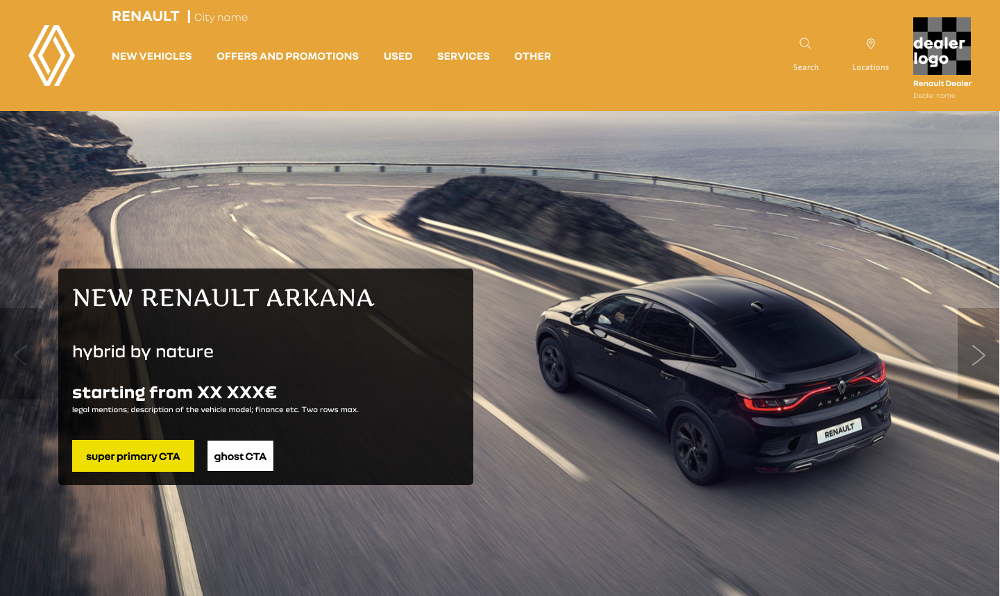 RENAULT | City name
NEW VEHICLES OFFERS AND PROMOTIONS USED SERVICES OTHER
Search
Locations
dealer
logo
Renault Dealer
Dealer name
NEW RENAULT ARKANA
hybrid by nature
starting from XX XXX€
legal mentions; description of the vehicle model; finance etc. Two rows max.
super primary CTA
ghost CTA
ARKANA
RENAULT